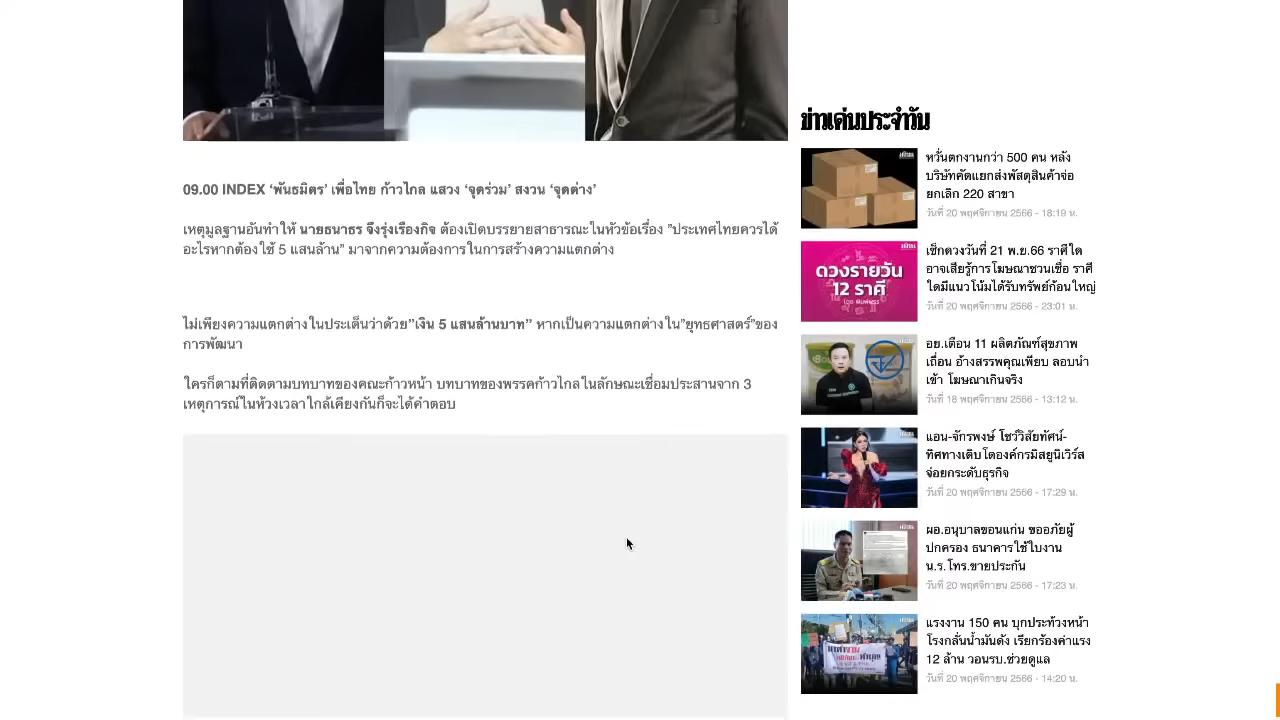 09.00 INDEX ‘พันธมิตร’ เพื่อไทย ก้าวไกล แสวง ‘จุดร่วม’ สงวน ‘จุดต่าง’
เหตุมูลฐานอันทำให้ นายธนาธร จึงรุ่งเรืองกิจ ต้องเปิดบรรยายสาธารณะในหัวข้อเรื่อง ”ประเทศไทยควรได้
อะไรหากต้องใช้ 5 แสนล้าน” มาจากความต้องการในการสร้างความแตกต่าง
ไม่เพียงความแตกต่างในประเด็นว่าด้วย”เงิน 5 แสนล้านบาท” หากเป็นความแตกต่างใน”ยุทธศาสตร์”ของ
การพัฒนา
ใครก็ตามที่ติดตามบทบาทของคณะก้าวหน้า บทบาทของพรรคก้าวไกลในลักษณะเชื่อมประสานจาก 3
เหตุการณ์ในห้วงเวลาใกล้เคียงกันก็จะได้คำตอบ
ข่าวเด่นประจำวัน
หวั่นตกงานกว่า 500 คน หลัง
บริษัทคัดแยกส่งพัสดุสินค้าจ่อ
ยกเลิก 220 สาขา
วันที่ 20 พฤศจิกายน 2566 - 18:19 น.
ดวงรายวัน
12 ราศี
เช็กดวงวันที่ 21 พ.ย.66 ราศีใด
อาจเสียรู้การโฆษณาชวนเชื่อ ราศี
ใดมีแนวโน้มได้รับทรัพย์ก้อนใหญ่
วันที่ 20 พฤศจิกายน 2566 - 23:01 น.
อย.เตือน 11 ผลิตภัณฑ์สุขภาพ
เถื่อน อ้างสรรพคุณเพียบ ลอบนำ
เข้า โฆษณาเกินจริง
วันที่ 18 พฤศจิกายน 2566 - 13:12 น.
แอน-จักรพงษ์ โชว์วิสัยทัศน์-
ทิศทางเติบโตองค์กรมิสยูนิเวิร์ส
จ่อยกระดับธุรกิจ
วันที่ 20 พฤศจิกายน 2566 - 17:29 น.
ผอ.อนุบาลขอนแก่น ขออภัยผู้
ปกครอง ธนาคารใช้ใบงาน
น.ร.โทร.ขายประกัน
วันที่ 20 พฤศจิกายน 2566 - 17:23 น.
แรงงาน 150 คน บุกประท้วงหน้า
โรงกลั่นน้ำมันดัง เรียกร้องค่าแรง
12 ล้าน วอนรบ.ช่วยดูแล
วันที่ 20 พฤศจิกายน 2566 - 14:20 น.